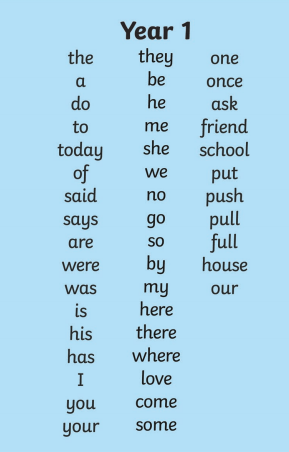 Year 1
the
a
do
to
today
of
said
says
are
were
was
is
his
has
I
you
your
they
be
he
me
she
we
no
go
so
by
my
here
there
where
love
come
some
one
once
ask
friend
school
put
push
pull
full
house
our